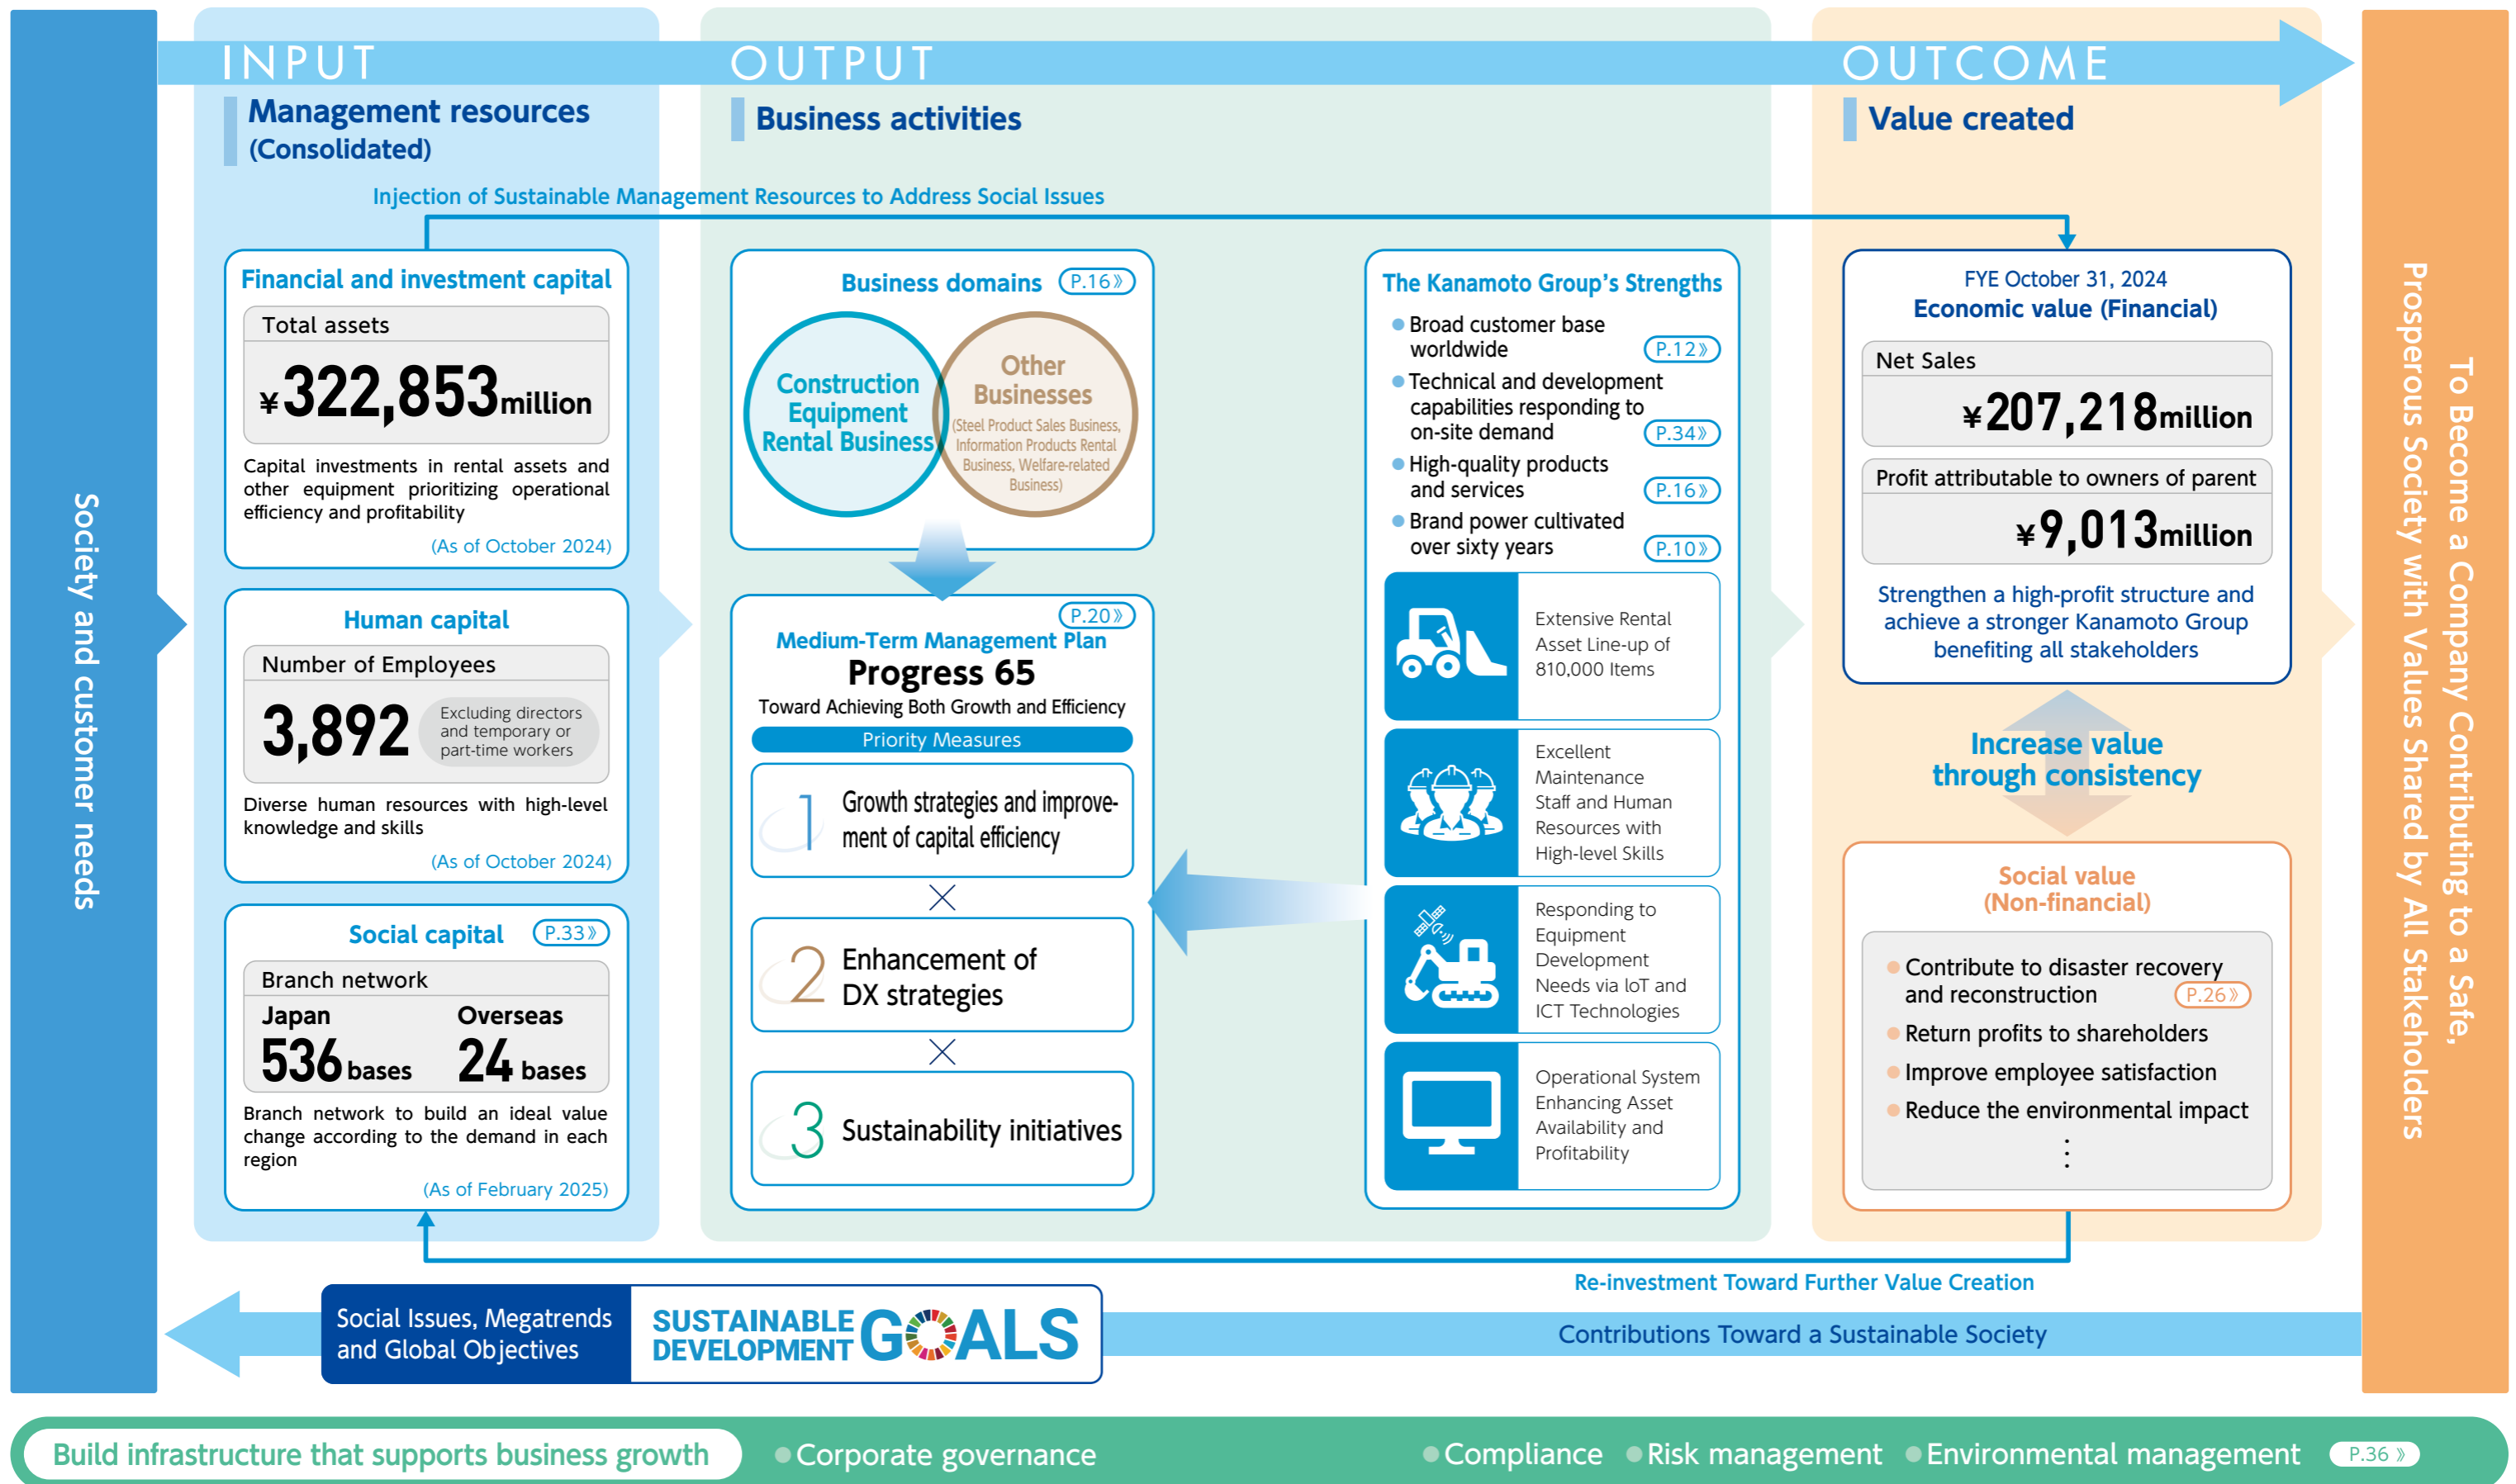 Society and customer needs
INPUT
Management resources
(Consolidated)
OUTPUT
Business activities
OUTCOME
Value created
Injection of Sustainable Management Resources to Address Social Issues
Financial and investment capital
Total assets
¥322,853million
Capital investments in rental assets and
other equipment prioritizing operational
efficiency and profitability
(As of October 2024)
Human capital
Number of Employees
3,892
Excluding directors
and temporary or
part-time workers
Diverse human resources with high-level
knowledge and skills
(As of October 2024)
Social capital P.33》
Branch network
Japan Overseas
536 bases 24 bases
Branch network to build an ideal value
change according to the demand in each
region
(As of February 2025)
Business domains P.16》
Construction
Equipment
Rental Business
Other
Businesses
(Steel Product Sales Business,
Information Products Rental
Business, Welfare-related
Business)
P.20》
Medium-Term Management Plan
Progress 65
Toward Achieving Both Growth and Efficiency
Priority Measures
1 Growth strategies and improve-
ment of capital efficiency
×
2 Enhancement of
DX strategies
×
3 Sustainability initiatives
The Kanamoto Group's Strengths
● Broad customer base
worldwide P.12》
● Technical and development
capabilities responding to
on-site demand P.34》
● High-quality products
and services P.16》
● Brand power cultivated
over sixty years P.10》
Extensive Rental
Asset Line-up of
810,000 Items
Excellent
Maintenance
Staff and Human
Resources with
High-level Skills
Responding to
Equipment
Development
Needs via IoT and
ICT Technologies
Operational System
Enhancing Asset
Availability and
Profitability
FYE October 31, 2024
Economic value (Financial)
Net Sales
¥207,218million
Profit attributable to owners of parent
¥9,013million
Strengthen a high-profit structure and
achieve a stronger Kanamoto Group
benefiting all stakeholders
Increase value
through consistency
Social value
(Non-financial)
● Contribute to disaster recovery
and reconstruction P.26》
● Return profits to shareholders
● Improve employee satisfaction
● Reduce the environmental impact
⋮
To Become a Company Contributing to a Safe,
Prosperous Society with Values Shared by All Stakeholders
Re-investment Toward Further Value Creation
Social Issues, Megatrends
and Global Objectives
SUSTAINABLE
DEVELOPMENT
GOALS
Contributions Toward a Sustainable Society
Build infrastructure that supports business growth ● Corporate governance ● Compliance ● Risk management ● Environmental management P.36 》